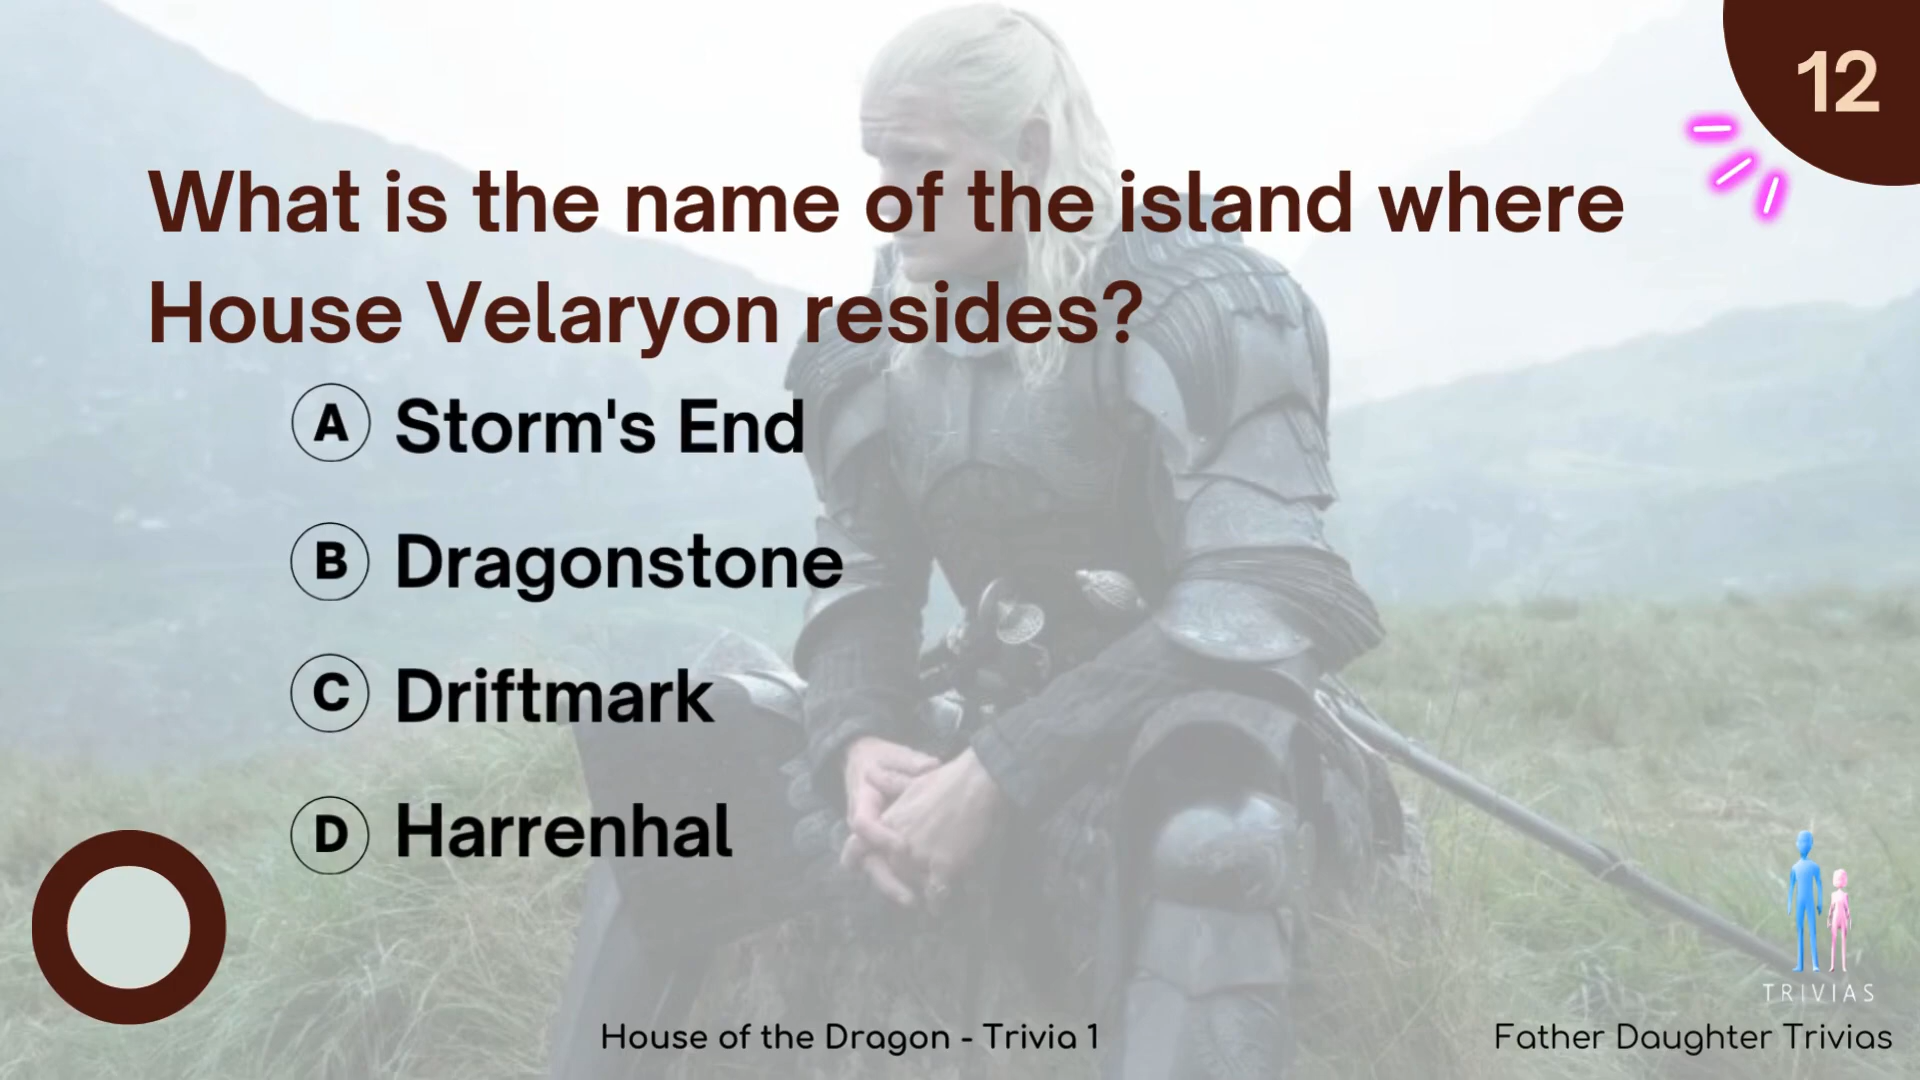 12
What is the name of the island where
House Velaryon resides?
A Storm's End
B Dragonstone
C Driftmark
D Harrenhal
TRIVIAS
House of the Dragon - Trivia 1
Father Daughter Trivias